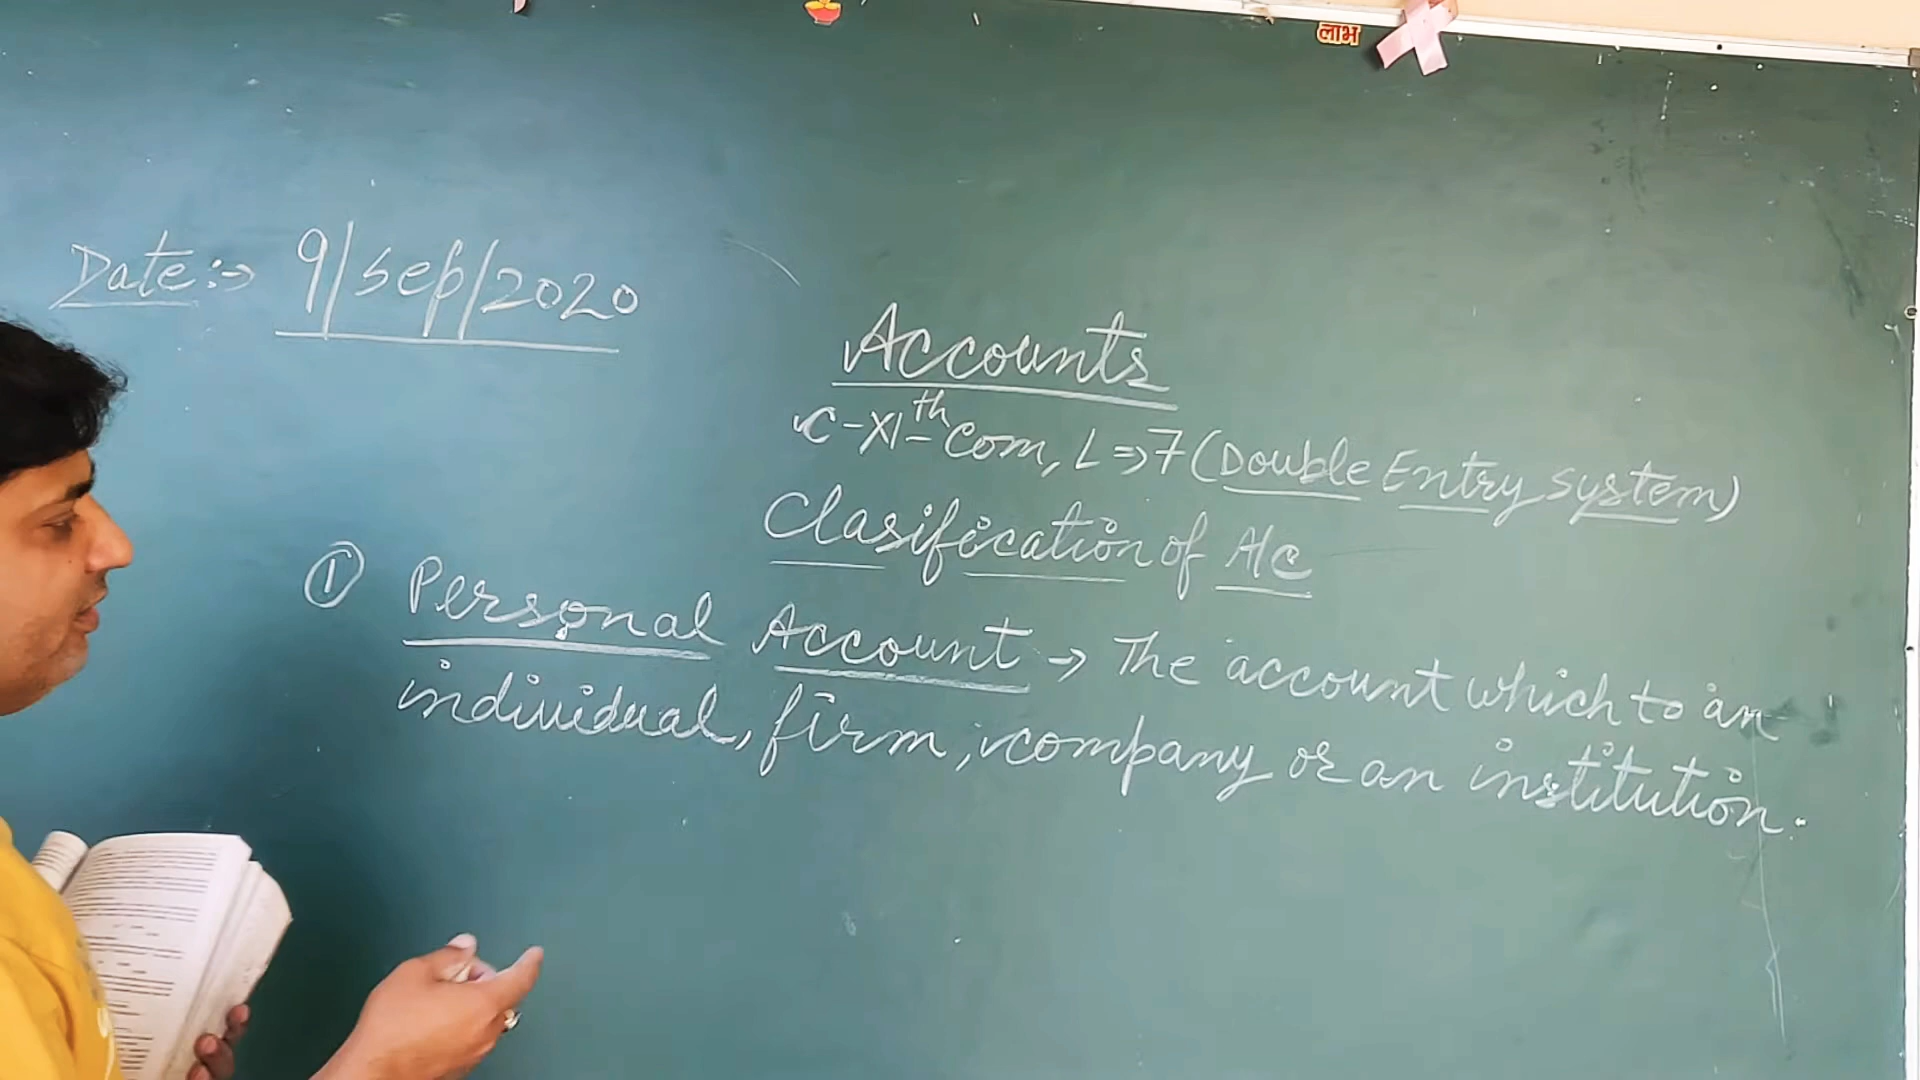 लाभ
Date:→ 9/Sep/2020
Accounts
C-XIth Com, L⇒7 (Double Entry System)
Clasification of A/c
① Personal Account → The account which to an
individual, firm, company or an institution.